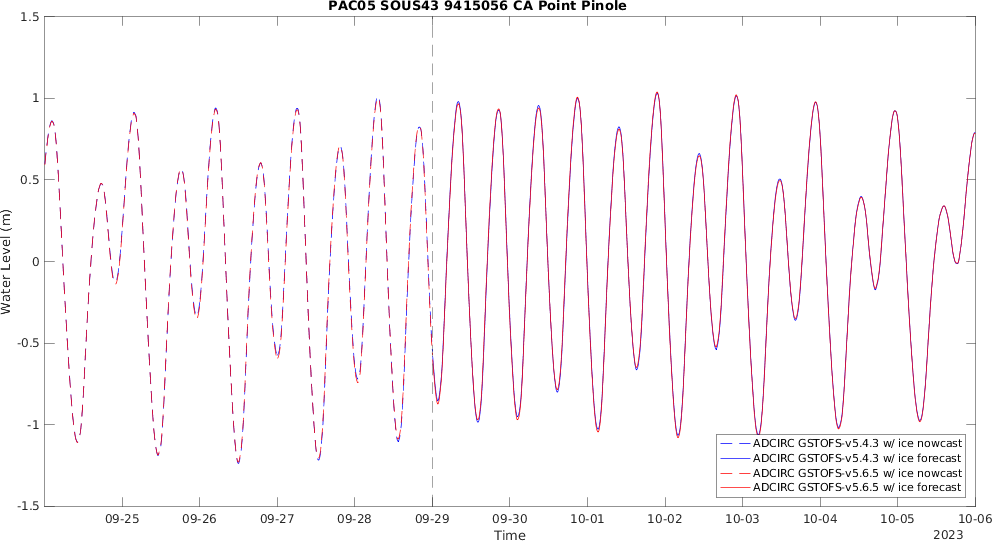 PAC05 SOUS43 9415056 CA Point Pinole
1.5
1
0.5
0
-0.5
-1
-1.5
Water Level (m)
09-25 09-26 09-27 09-28 09-29 09-30 10-01 10-02 10-03 10-04 10-05 10-06
Time
2023
ADCIRC GSTOFS-v5.4.3 w/ ice nowcast
ADCIRC GSTOFS-v5.4.3 w/ ice forecast
ADCIRC GSTOFS-v5.6.5 w/ ice nowcast
ADCIRC GSTOFS-v5.6.5 w/ ice forecast